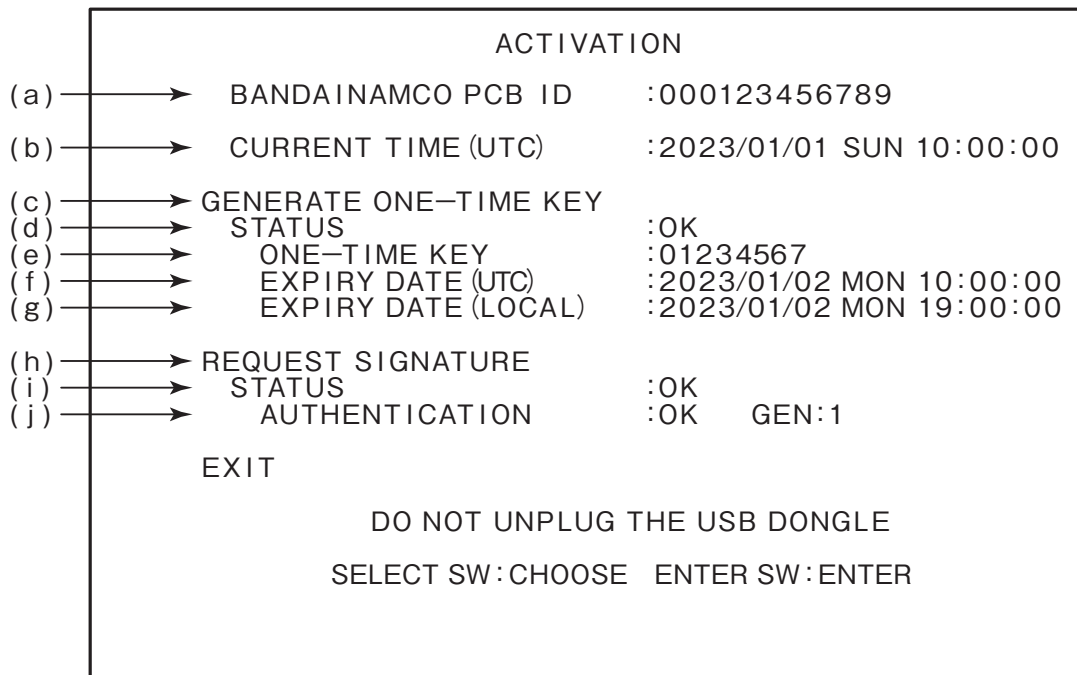 ACTIVATION
(a) BANDAINAMCO PCB ID :000123456789
(b) CURRENT TIME(UTC) :2023/01/01 SUN 10:00:00
(c) GENERATE ONE-TIME KEY
(d) STATUS :OK
(e) ONE-TIME KEY :01234567
(f) EXPIRY DATE(UTC) :2023/01/02 MON 10:00:00
(g) EXPIRY DATE(LOCAL) :2023/01/02 MON 19:00:00
(h) REQUEST SIGNATURE
(i) STATUS :OK
(j) AUTHENTICATION :OK GEN:1
EXIT
DO NOT UNPLUG THE USB DONGLE
SELECT SW:CHOOSE ENTER SW:ENTER